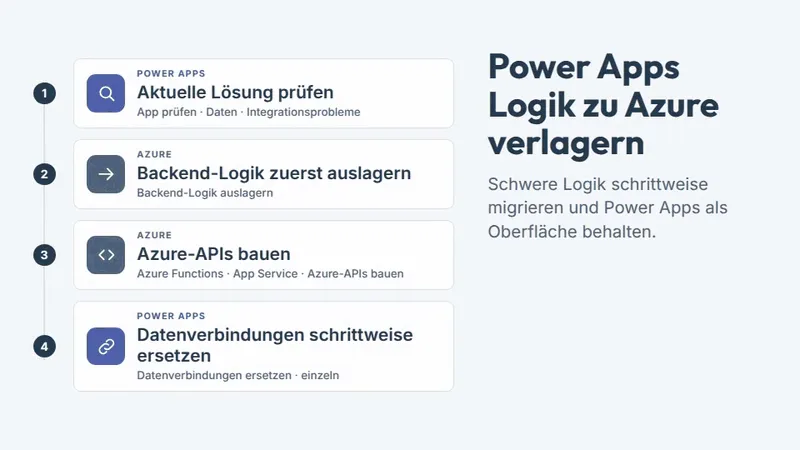 1
POWER APPS
Aktuelle Lösung prüfen
App prüfen · Daten · Integrationsprobleme
2
AZURE
Backend-Logik zuerst auslagern
Backend-Logik auslagern
3
AZURE
Azure-APIs bauen
Azure Functions · App Service · Azure-APIs bauen
4
POWER APPS
Datenverbindungen schrittweise
ersetzen
Datenverbindungen ersetzen · einzeln
Power Apps
Logik zu Azure
verlagern
Schwere Logik schrittweise
migrieren und Power Apps als
Oberfläche behalten.